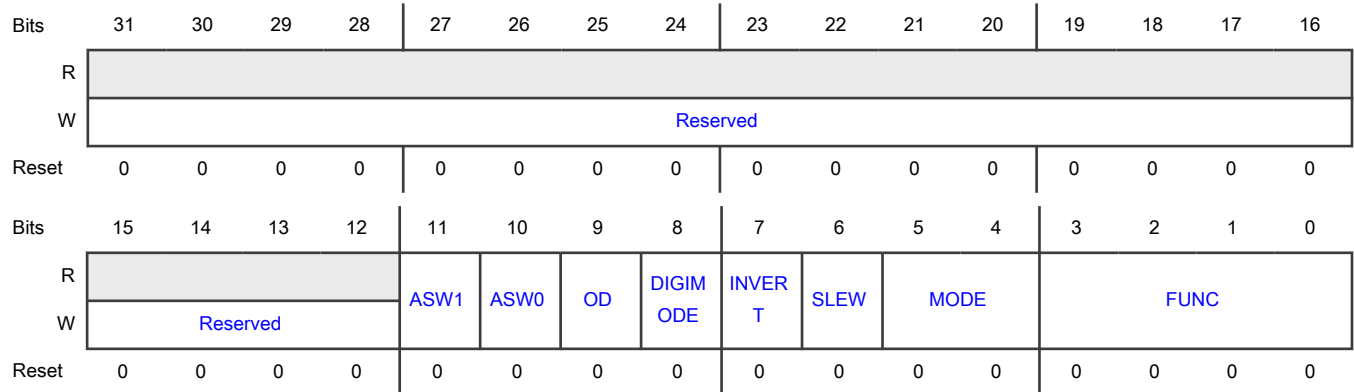 Bits 31 30 29 28 27 26 25 24 23 22 21 20 19 18 17 16
R
W Reserved
Reset 0 0 0 0 0 0 0 0 0 0 0 0 0 0 0 0
Bits 15 14 13 12 11 10 9 8 7 6 5 4 3 2 1 0
R
ASW1 ASW0 OD DIGIM ODE INVER T SLEW MODE FUNC
W Reserved
Reset 0 0 0 0 0 0 0 0 0 0 0 0 0 0 0 0